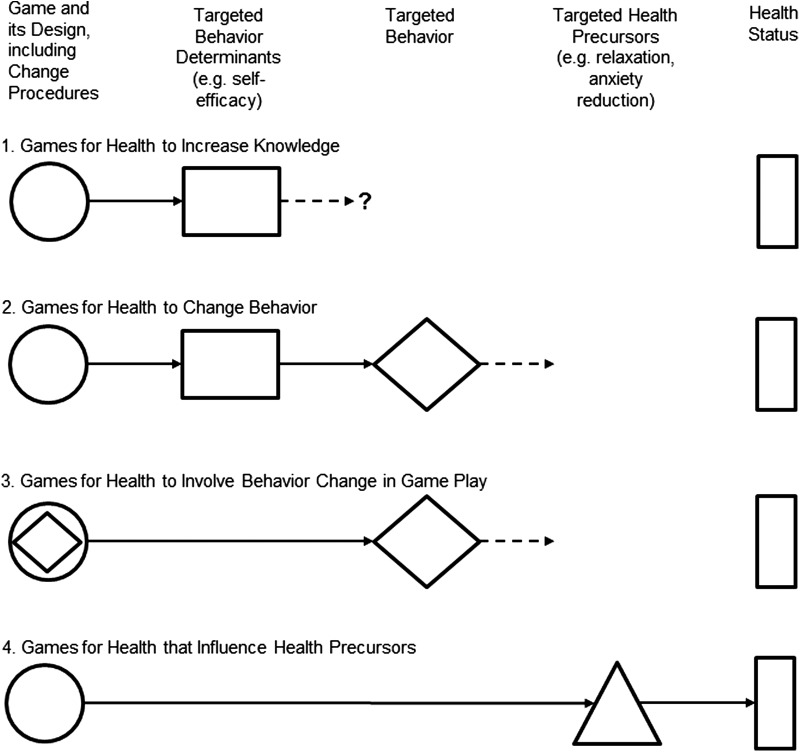 Game and
its Design,
including
Change
Procedures
Targeted
Behavior
Determinants
(e.g. self-
efficacy)
Targeted
Behavior
Targeted Health
Precursors
(e.g. relaxation,
anxiety
reduction)
Health
Status
1. Games for Health to Increase Knowledge
?
2. Games for Health to Change Behavior
3. Games for Health to Involve Behavior Change in Game Play
4. Games for Health that Influence Health Precursors